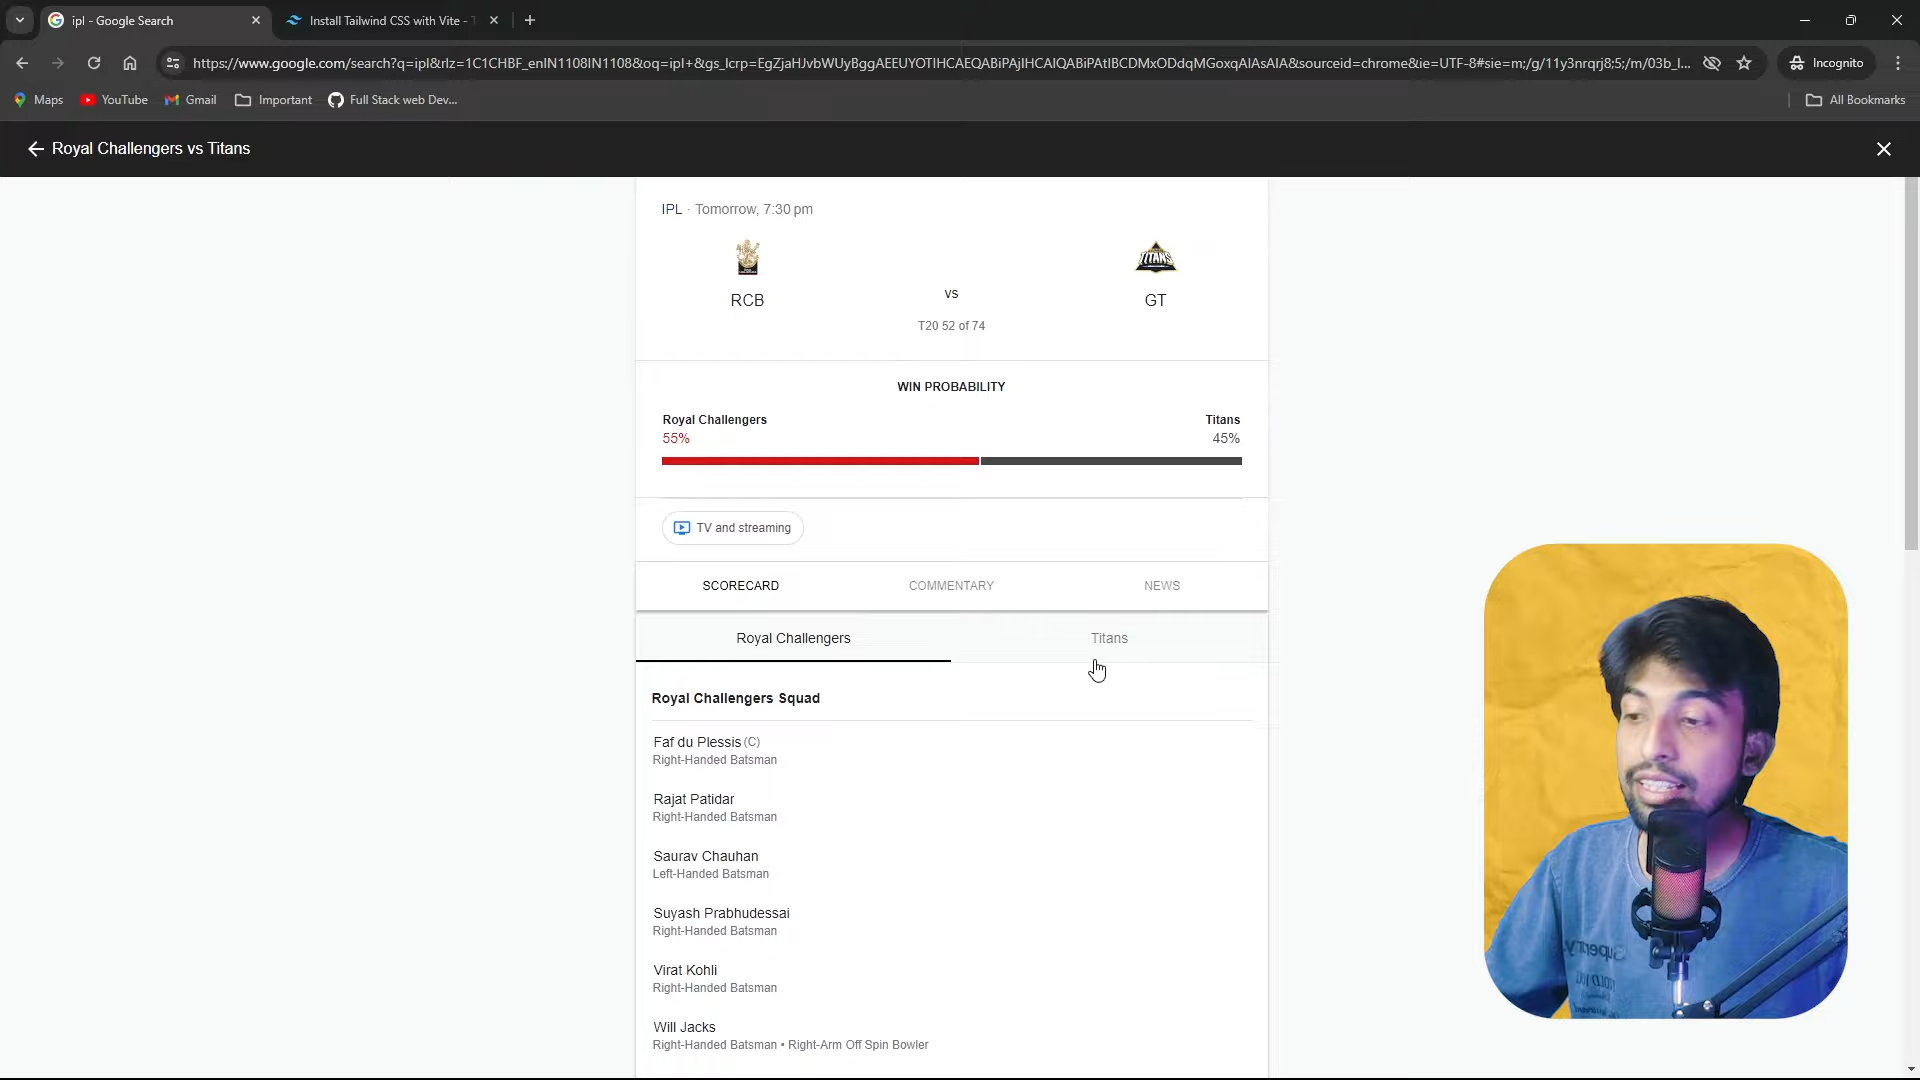 ipl - Google Search
Install Tailwind CSS with Vite -
https://www.google.com/search?q=ipl&rlz=1C1CHBF_enIN1108IN1108&oq=ipl+&gs_lcrp=EgZjaHJvbWUyBggAEEUYOTIHCAEQABiPAjIHCAIQABiPAtIBCDMxODdqMGoxqAIAsAIA&sourceid=chrome&ie=UTF-8#sie=m;/g/11y3nrqrj8;5;/m/03b_l...
Incognito
Maps
YouTube
Gmail
Important
Full Stack web Dev...
All Bookmarks
Royal Challengers vs Titans
IPL · Tomorrow, 7:30 pm
TITANS
RCB
vs
GT
T20 52 of 74
WIN PROBABILITY
Royal Challengers
Titans
55%
45%
TV and streaming
SCORECARD
COMMENTARY
NEWS
Royal Challengers
Titans
Royal Challengers Squad
Faf du Plessis (C)
Right-Handed Batsman
Rajat Patidar
Right-Handed Batsman
Saurav Chauhan
Left-Handed Batsman
Suyash Prabhudessai
Right-Handed Batsman
Virat Kohli
Right-Handed Batsman
Will Jacks
Right-Handed Batsman • Right-Arm Off Spin Bowler